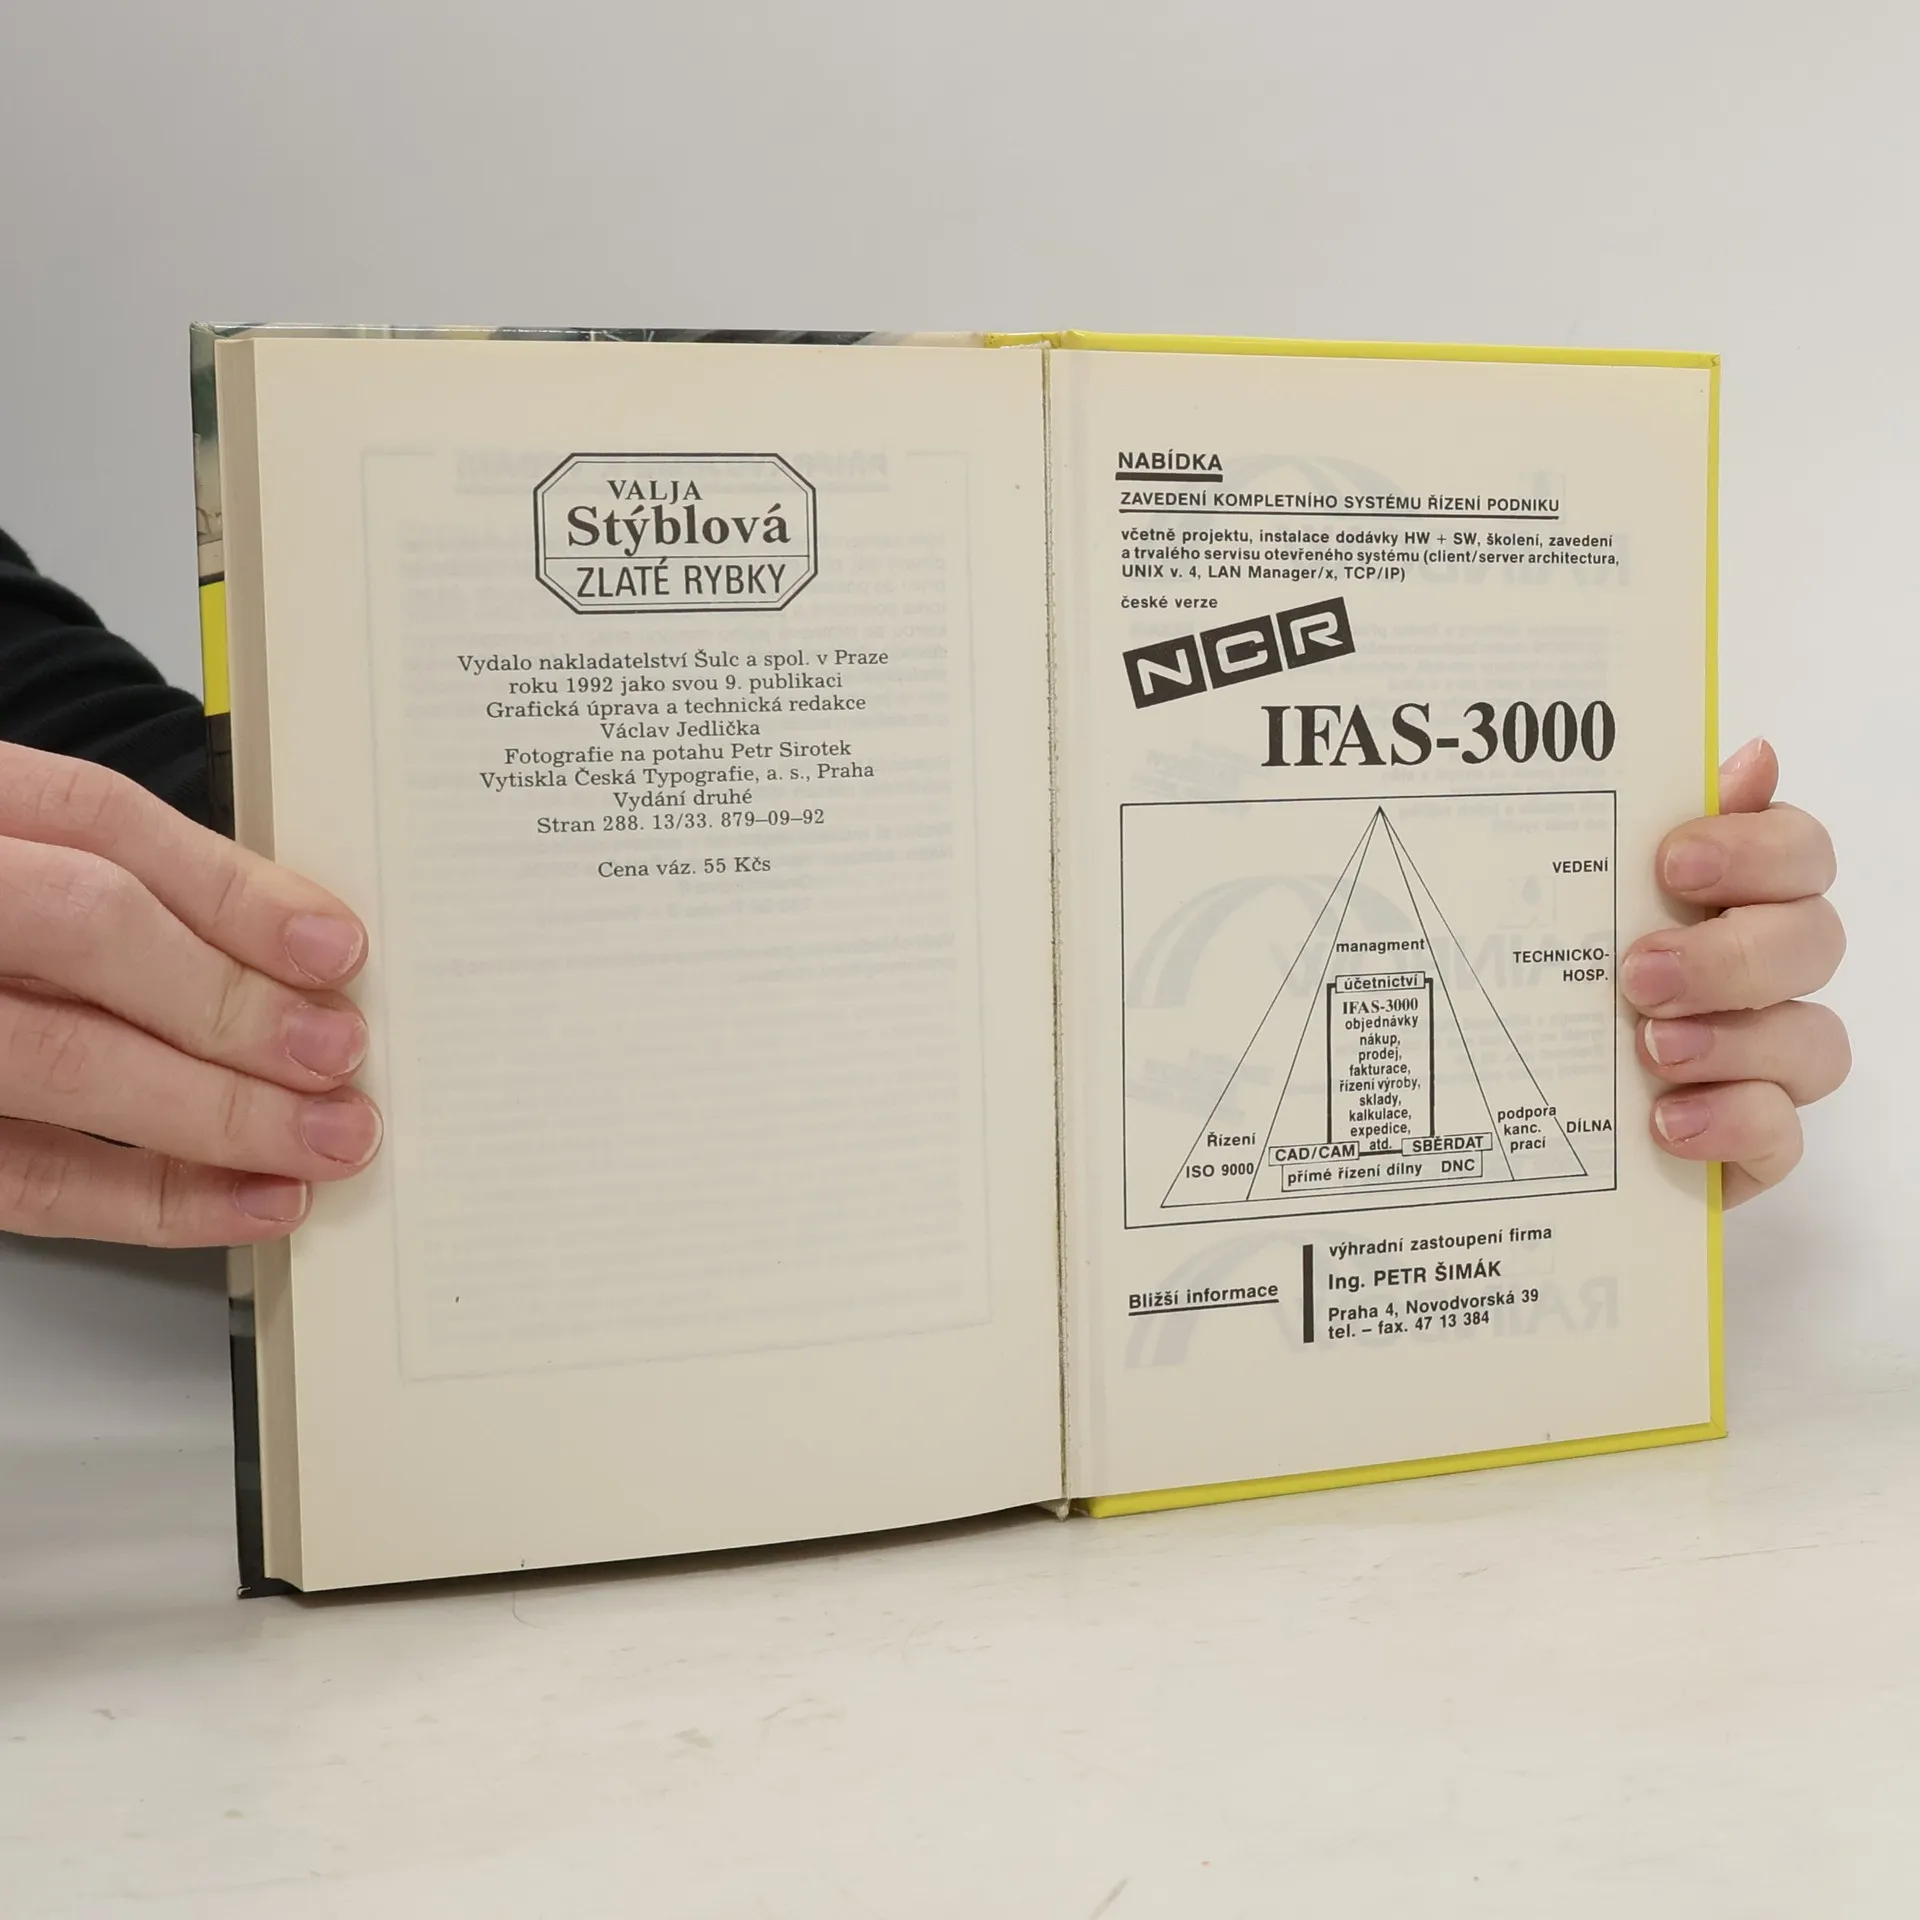 VALJA
Stýblová
ZLATÉ RYBKY
Vydalo nakladatelství Šulc a spol. v Praze
roku 1992 jako svou 9. publikaci
Grafická úprava a technická redakce
Václav Jedlička
Fotografie na potahu Petr Sirotek
Vytiskla Česká Typografie, a. s., Praha
Vydání druhé
Stran 288. 13/33. 879–09–92
Cena váz. 55 Kčs
NABÍDKA
ZAVEDENÍ KOMPLETNÍHO SYSTÉMU ŘÍZENÍ PODNIKU
včetně projektu, instalace dodávky HW + SW, školení, zavedení
a trvalého servisu otevřeného systému (client/server architectura,
UNIX v. 4, LAN Manager/x, TCP/IP)
české verze
NCR
IFAS-3000
VEDENÍ
managment
TECHNICKO-
HOSP.
účetnictví
IFAS-3000
objednávky
nákup,
prodej,
fakturace,
řízení výroby,
sklady,
kalkulace,
expedice,
atd.
Řízení
ISO 9000
CAD/CAM
SBĚRDAT
přímé řízení dílny DNC
podpora
kanc.
prací
DÍLNA
Bližší informace
výhradní zastoupení firma
Ing. PETR ŠIMÁK
Praha 4, Novodvorská 39
tel. – fax. 47 13 384